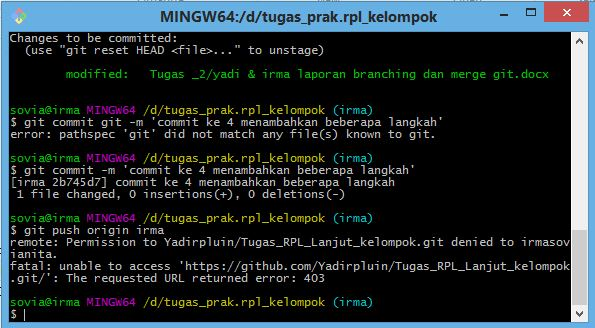 MINGW64:/d/tugas_prak.rpl_kelompok
Changes to be committed:
  (use "git reset HEAD <file>..." to unstage)
        modified:   Tugas _2/yadi & irma laporan branching dan merge git.docx
sovia@irma MINGW64 /d/tugas_prak.rpl_kelompok (irma)
$ git commit git -m 'commit ke 4 menambahkan beberapa langkah'
error: pathspec 'git' did not match any file(s) known to git.
sovia@irma MINGW64 /d/tugas_prak.rpl_kelompok (irma)
$ git commit -m 'commit ke 4 menambahkan beberapa langkah'
[irma 2b745d7] commit ke 4 menambahkan beberapa langkah
 1 file changed, 0 insertions(+), 0 deletions(-)
sovia@irma MINGW64 /d/tugas_prak.rpl_kelompok (irma)
$ git push origin irma
remote: Permission to Yadirpluin/Tugas_RPL_Lanjut_kelompok.git denied to irmasov
ianita.
fatal: unable to access 'https://github.com/Yadirpluin/Tugas_RPL_Lanjut_kelompok
.git/': The requested URL returned error: 403
sovia@irma MINGW64 /d/tugas_prak.rpl_kelompok (irma)
$